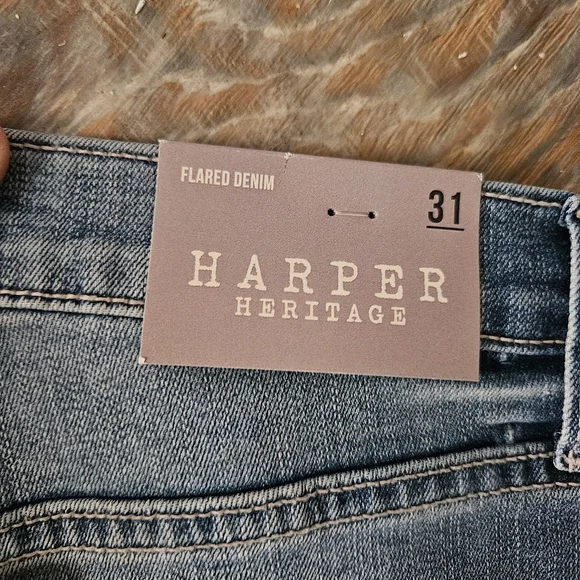 FLARED DENIM
31
HARPER
HERITAGE